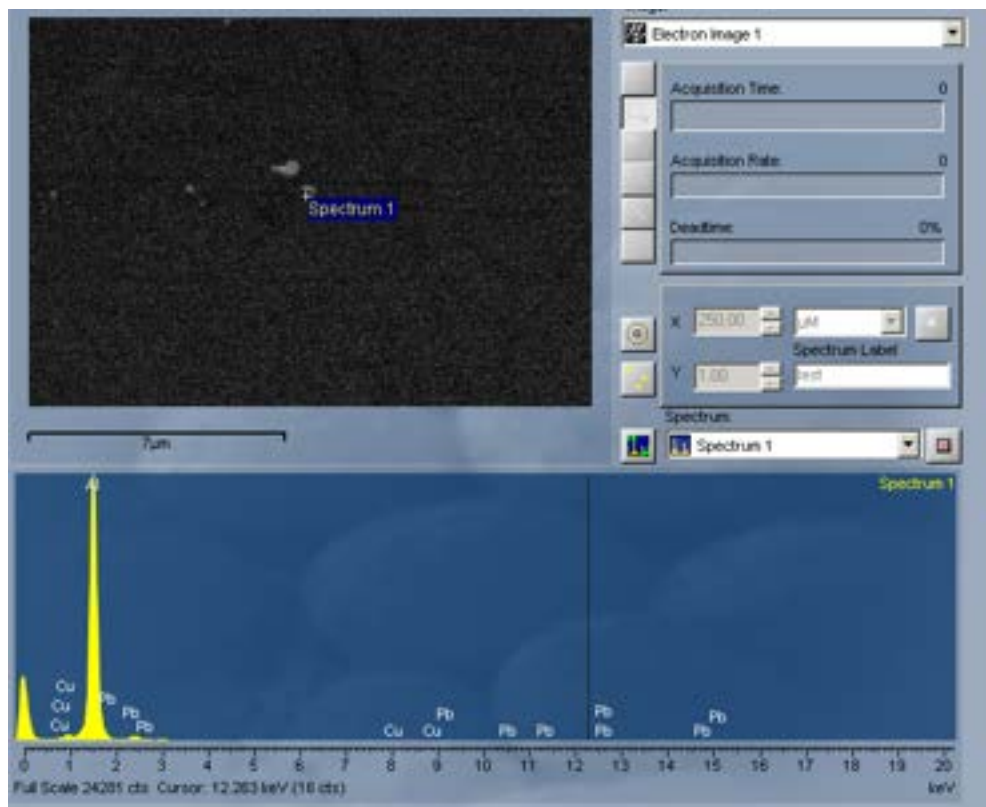 Electron Image 1
Acquisition Time: 0
Acquisition Rate: 0
Deadtime: 0%
Spectrum 1
X 250.00 µM
Spectrum Label
Y 1.00 test
7µm
Spectrum:
Spectrum 1
Spectrum 1
Al
Cu
Pb
Cu
Pb
Cu
Pb
Pb
Pb
Pb
Cu Cu Pb Pb Pb Pb
0 1 2 3 4 5 6 7 8 9 10 11 12 13 14 15 16 17 18 19 20
Full Scale 24281 cts Cursor: 12.263 keV (16 cts) keV